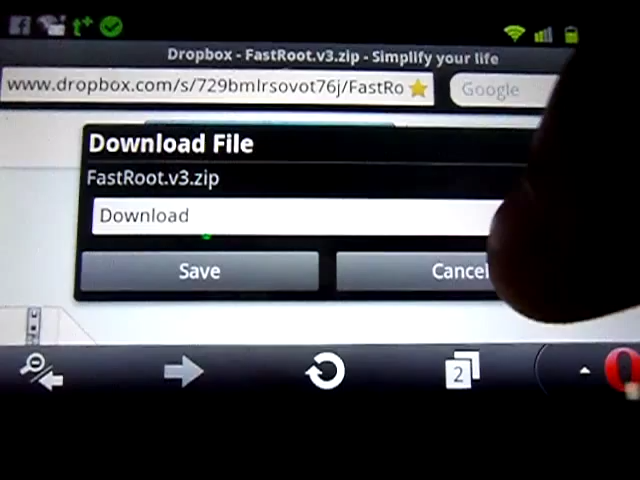 Dropbox - FastRoot.v3.zip - Simplify your life
www.dropbox.com/s/729bmlrsovot76j/FastRo
Google
Download File
FastRoot.v3.zip
Download
Save
Cancel
2